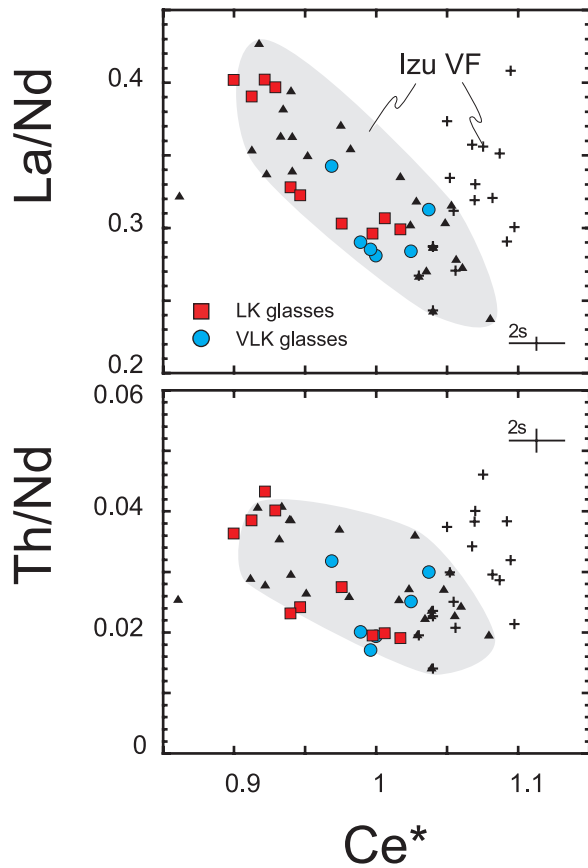 La/Nd
0.4
0.3
0.2
Izu VF
LK glasses
VLK glasses
2s
Th/Nd
0.06
0.04
0.02
0
2s
0.9
1
1.1
Ce*